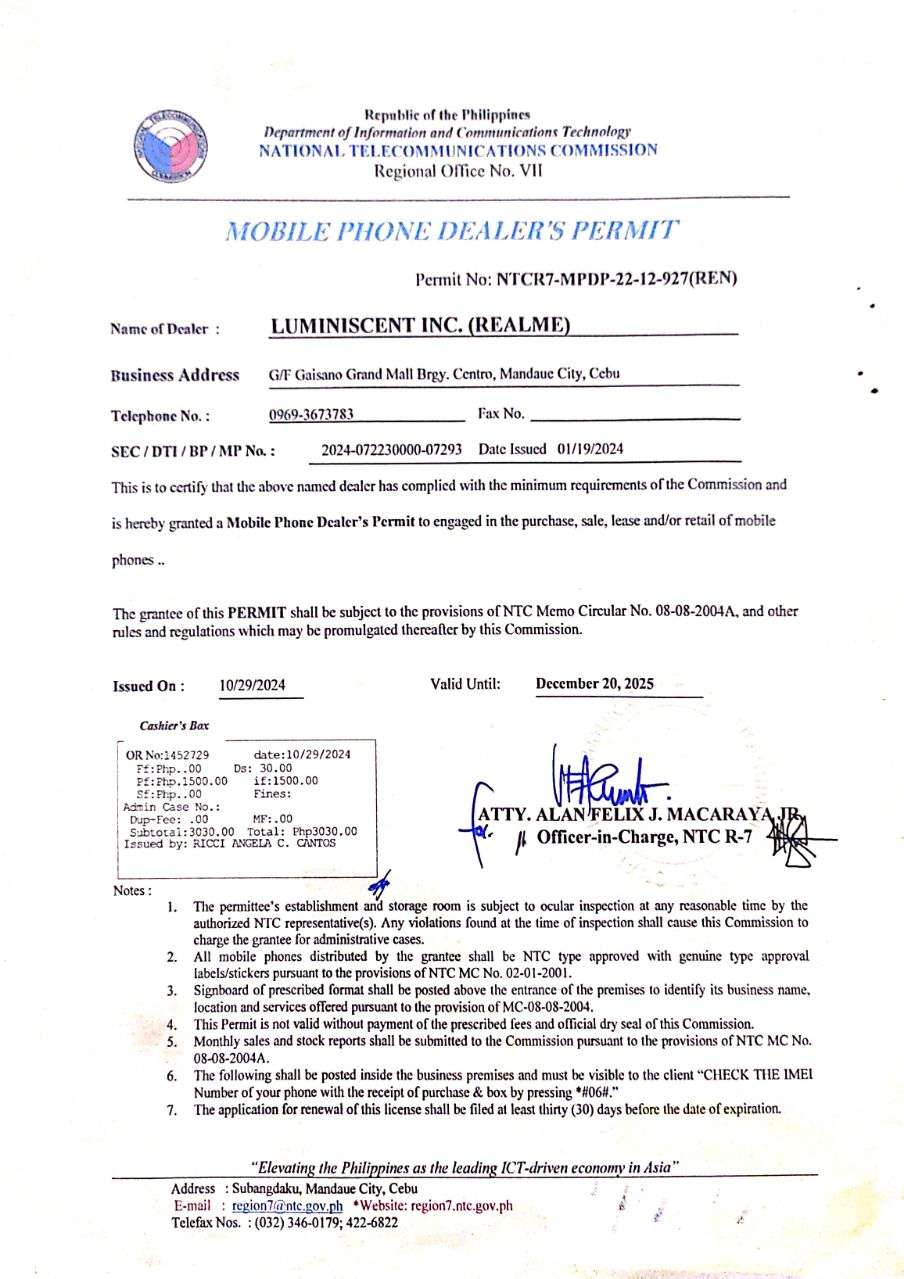 Republic of the Philippines
Department of Information and Communications Technology
NATIONAL TELECOMMUNICATIONS COMMISSION
Regional Office No. VII
NATIONAL TELECOMMUNICATIONS
COMMISSION
MOBILE PHONE DEALER'S PERMIT
Permit No: NTCR7-MPDP-22-12-927(REN)
Name of Dealer : LUMINISCENT INC. (REALME)
Business Address G/F Gaisano Grand Mall Brgy. Centro, Mandaue City, Cebu
Telephone No. : 0969-3673783 Fax No.
SEC / DTI / BP / MP No. : 2024-072230000-07293 Date Issued 01/19/2024
This is to certify that the above named dealer has complied with the minimum requirements of the Commission and
is hereby granted a Mobile Phone Dealer's Permit to engaged in the purchase, sale, lease and/or retail of mobile
phones ..
The grantee of this PERMIT shall be subject to the provisions of NTC Memo Circular No. 08-08-2004A, and other
rules and regulations which may be promulgated thereafter by this Commission.
Issued On : 10/29/2024 Valid Until: December 20, 2025
Cashier's Box
OR No:1452729 date:10/29/2024
Ff:Php..00 Ds: 30.00
Pf:Php.1500.00 if:1500.00
Sf:Php..00 Fines:
Admin Case No.:
Dup-Fee: .00 MF:.00
Subtotal:3030.00 Total: Php3030.00
Issued by: RICCI ANGELA C. CANTOS
ATTY. ALAN FELIX J. MACARAYA, JR.
for. Officer-in-Charge, NTC R-7
Notes :
1. The permittee's establishment and storage room is subject to ocular inspection at any reasonable time by the
authorized NTC representative(s). Any violations found at the time of inspection shall cause this Commission to
charge the grantee for administrative cases.
2. All mobile phones distributed by the grantee shall be NTC type approved with genuine type approval
labels/stickers pursuant to the provisions of NTC MC No. 02-01-2001.
3. Signboard of prescribed format shall be posted above the entrance of the premises to identify its business name,
location and services offered pursuant to the provision of MC-08-08-2004.
4. This Permit is not valid without payment of the prescribed fees and official dry seal of this Commission.
5. Monthly sales and stock reports shall be submitted to the Commission pursuant to the provisions of NTC MC No.
08-08-2004A.
6. The following shall be posted inside the business premises and must be visible to the client “CHECK THE IMEI
Number of your phone with the receipt of purchase & box by pressing *#06#.”
7. The application for renewal of this license shall be filed at least thirty (30) days before the date of expiration.
"Elevating the Philippines as the leading ICT-driven economy in Asia"
Address : Subangdaku, Mandaue City, Cebu
E-mail : region7@ntc.gov.ph *Website: region7.ntc.gov.ph
Telefax Nos. : (032) 346-0179; 422-6822